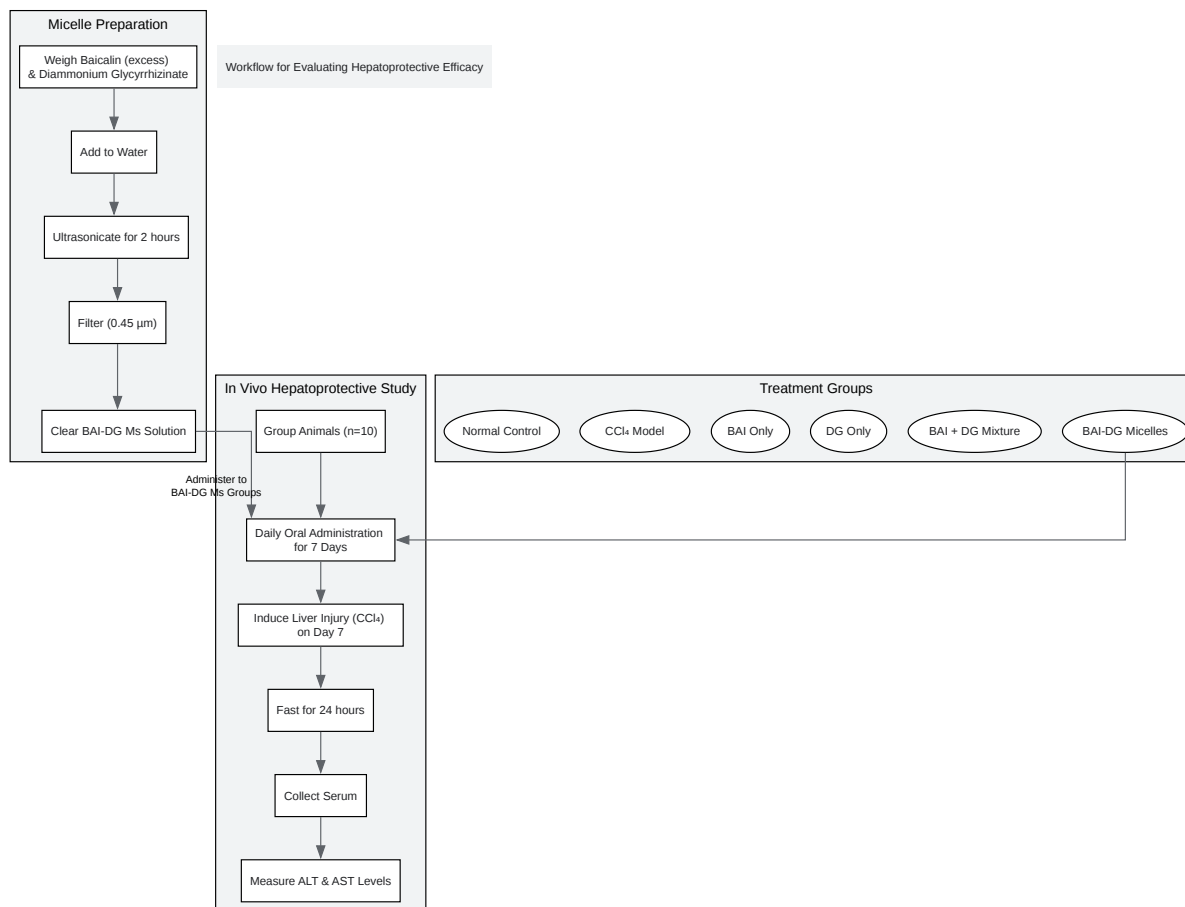 Micelle Preparation
Weigh Baicalin (excess)
& Diammonium Glycyrrhizinate
Workflow for Evaluating Hepatoprotective Efficacy
Add to Water
Ultrasonicate for 2 hours
Filter (0.45 µm)
Clear BAI-DG Ms Solution
Administer to
BAI-DG Ms Groups
In Vivo Hepatoprotective Study
Group Animals (n=10)
Daily Oral Administration
for 7 Days
Induce Liver Injury (CCl₄)
on Day 7
Fast for 24 hours
Collect Serum
Measure ALT & AST Levels
Treatment Groups
Normal Control
CCl₄ Model
BAI Only
DG Only
BAI + DG Mixture
BAI-DG Micelles